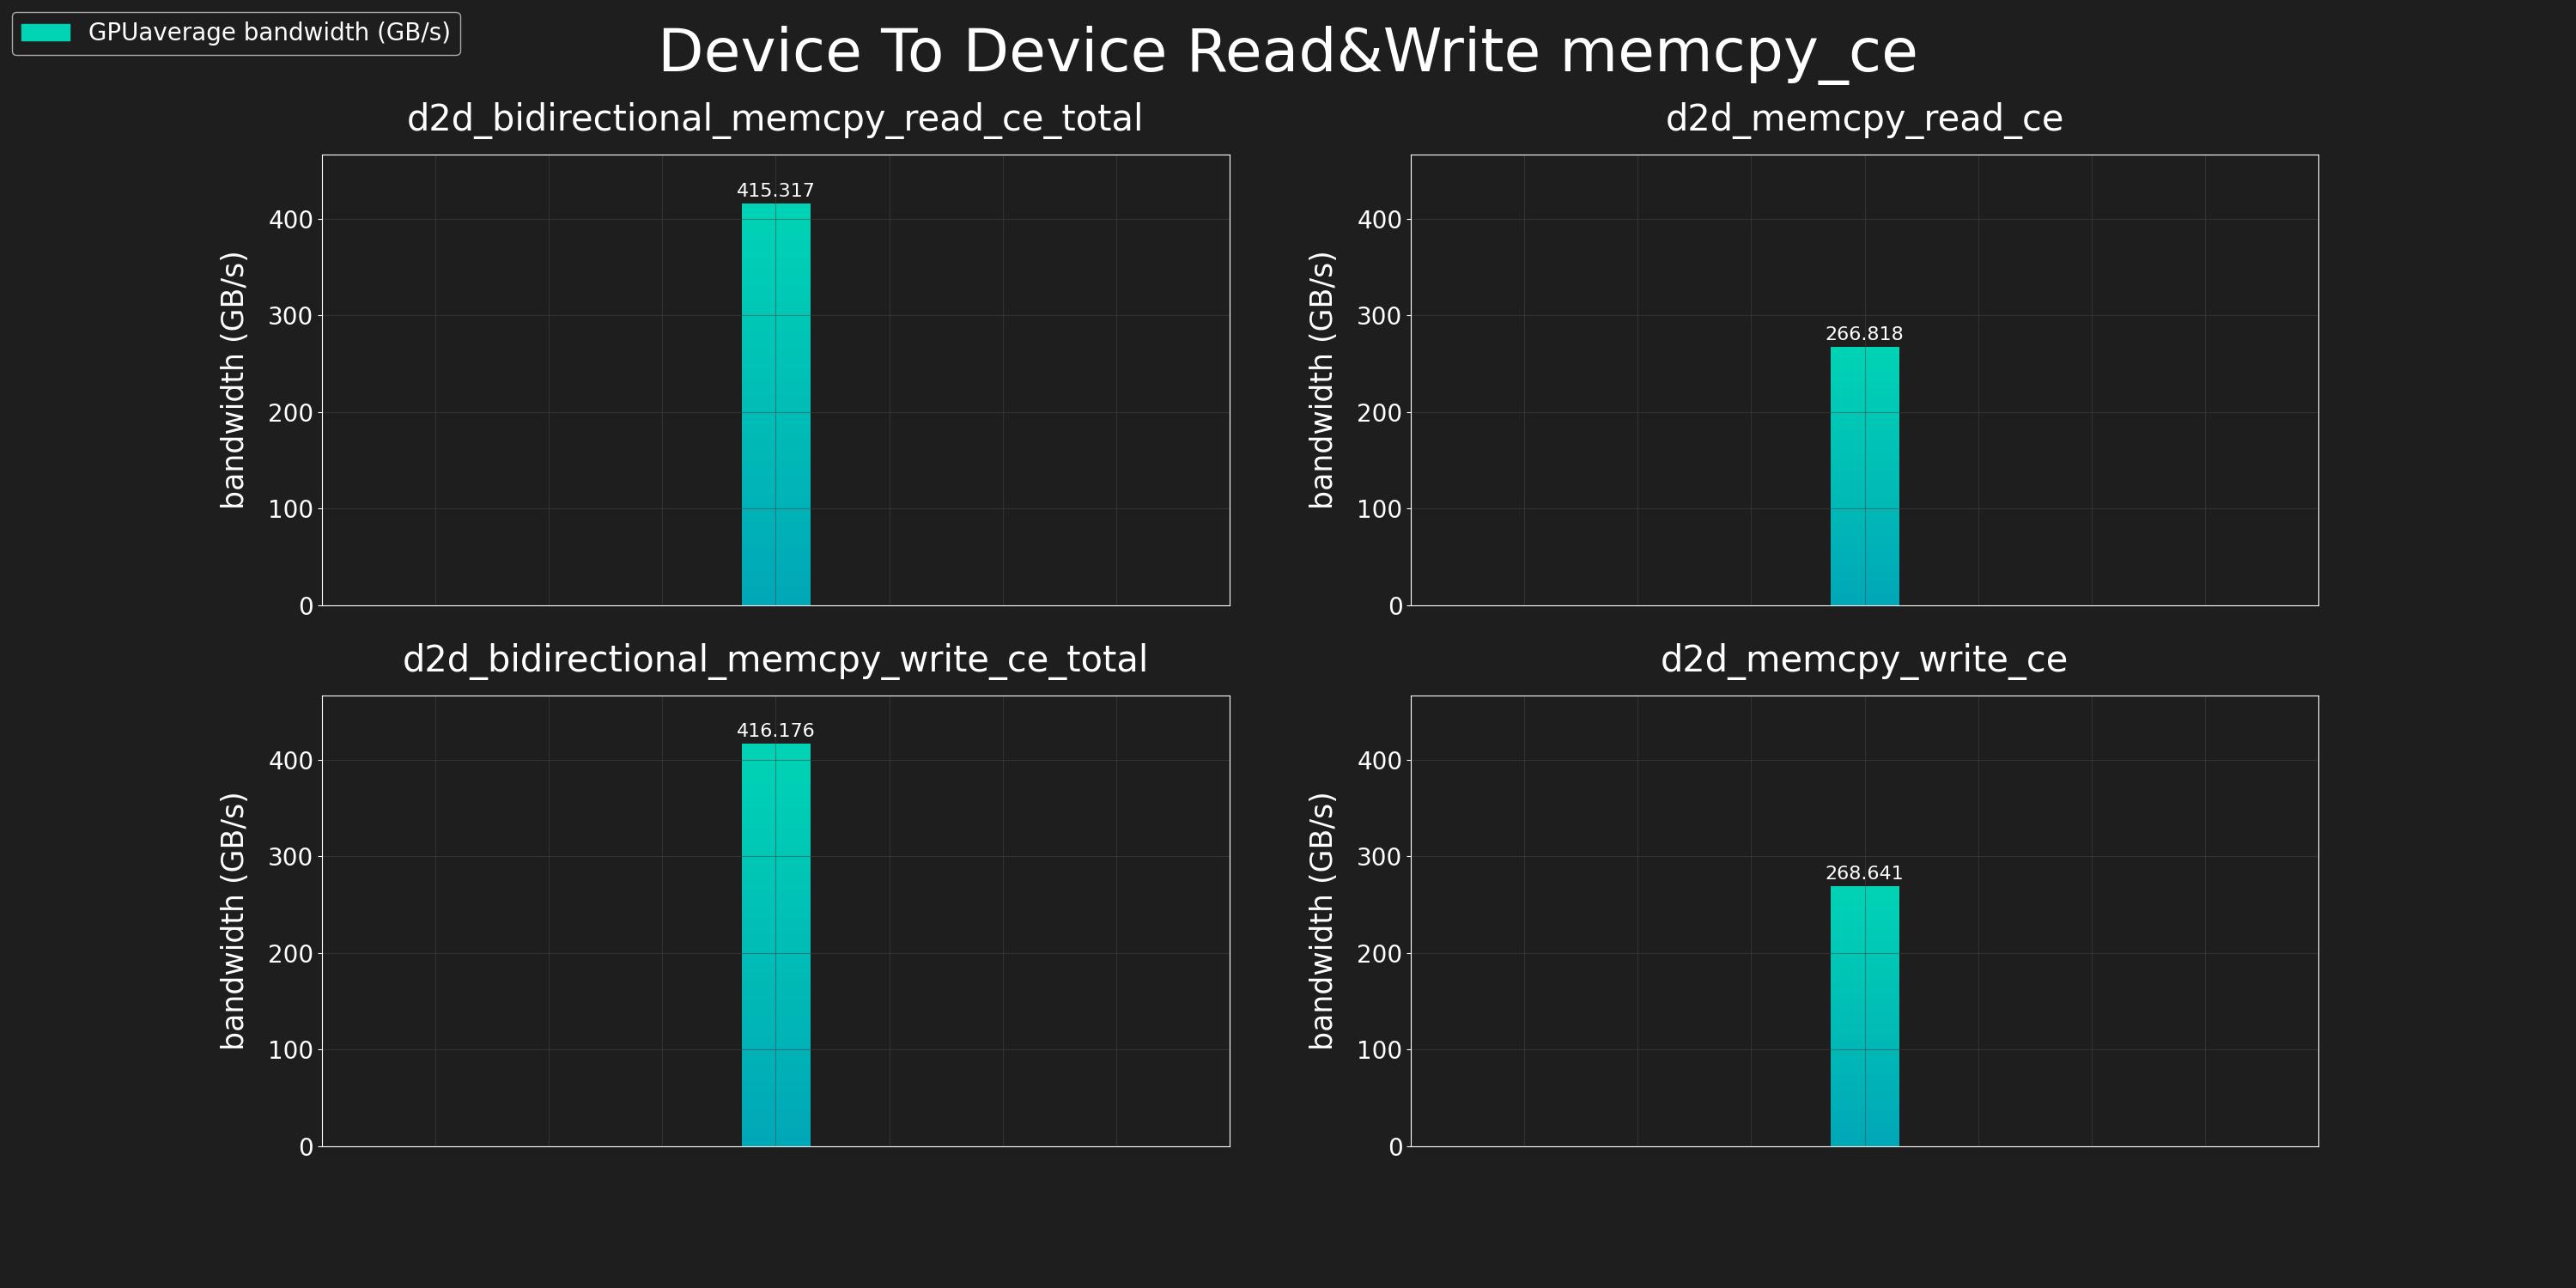 GPUaverage bandwidth (GB/s)
Device To Device Read&Write memcpy_ce
d2d_bidirectional_memcpy_read_ce_total
bandwidth (GB/s)
400
300
200
100
0
415.317
d2d_memcpy_read_ce
bandwidth (GB/s)
400
300
200
100
0
266.818
d2d_bidirectional_memcpy_write_ce_total
bandwidth (GB/s)
400
300
200
100
0
416.176
d2d_memcpy_write_ce
bandwidth (GB/s)
400
300
200
100
0
268.641